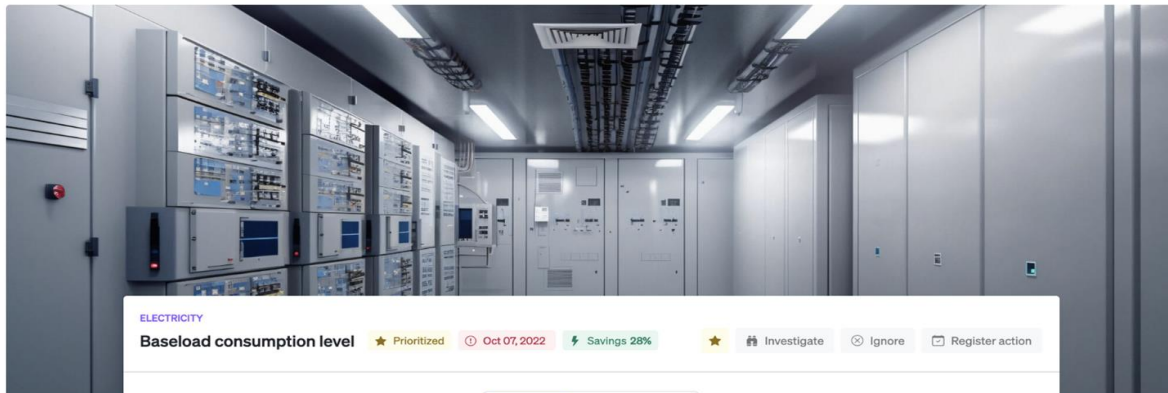 ELECTRICITY
Baseload consumption level Prioritized Oct 07, 2022 Savings 28% Investigate Ignore Register action